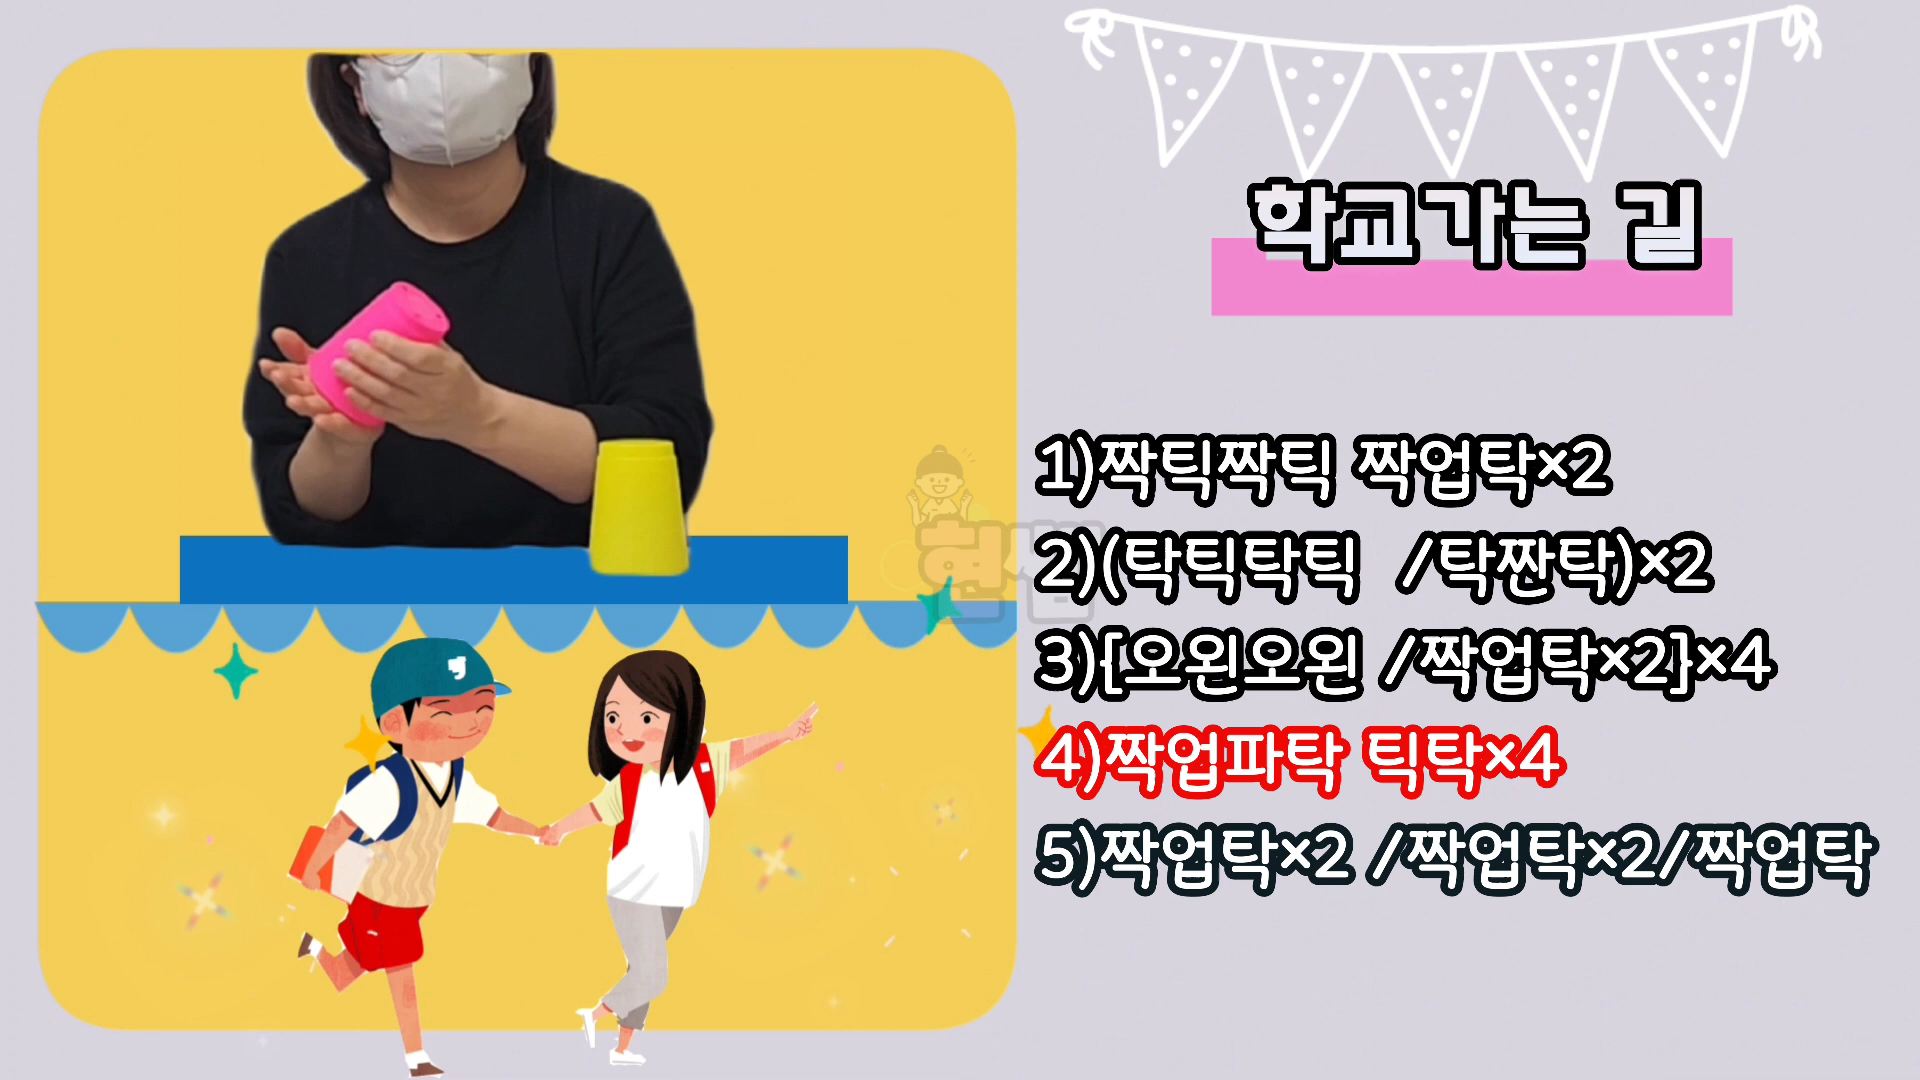 학교가는 길
1)짝틱짝틱 짝업탁×2
2)(탁틱탁틱 /탁짠탁)×2
3)[오왼오왼 /짝업탁×2]×4
4)짝업파탁 틱탁×4
5)짝업탁×2 /짝업탁×2/짝업탁